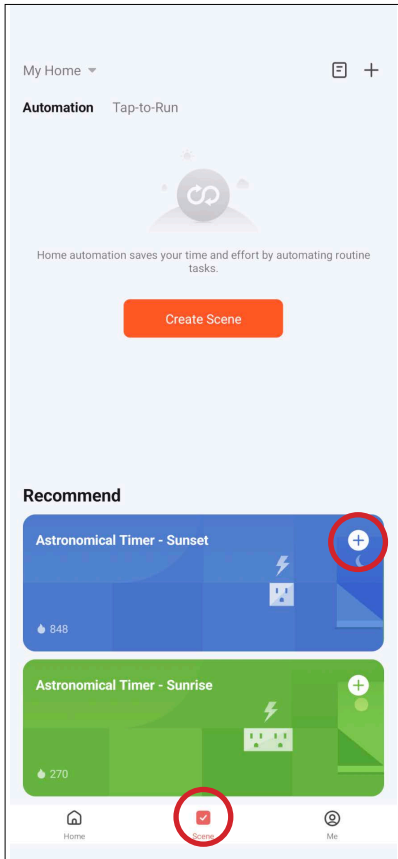 My Home
Automation Tap-to-Run
Home automation saves your time and effort by automating routine
tasks.
Create Scene
Recommend
Astronomical Timer - Sunset
848
Astronomical Timer - Sunrise
270
Home Scene Me